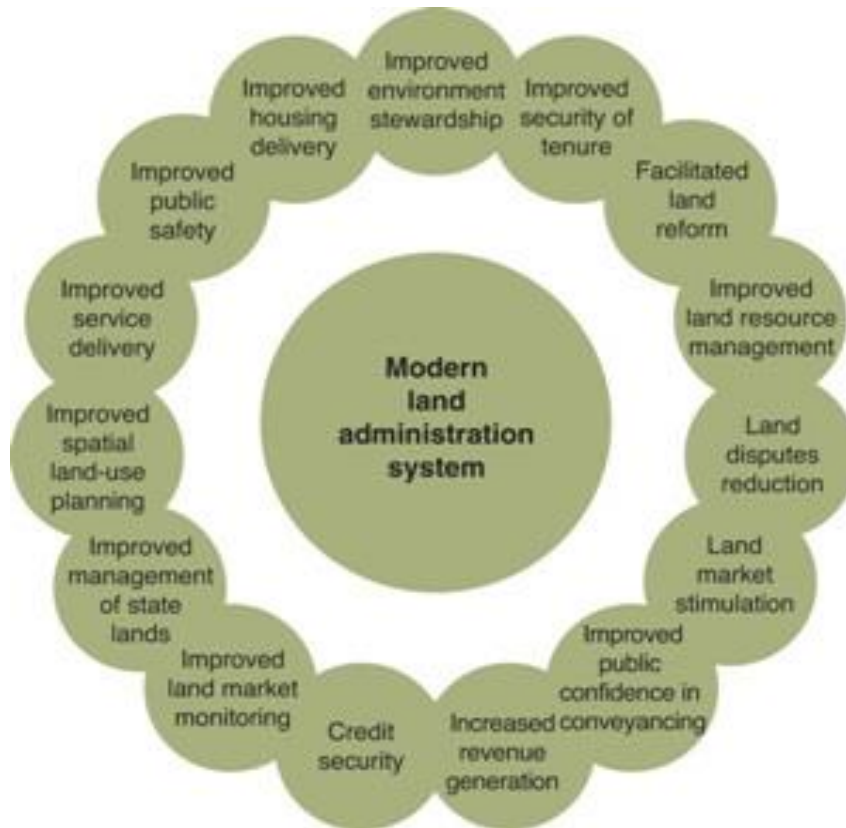 Improved
environment
stewardship
Improved
security of
tenure
Facilitated
land
reform
Improved
land resource
management
Land
disputes
reduction
Land
market
stimulation
Improved
public
confidence in
conveyancing
Increased
revenue
generation
Credit
security
Improved
land market
monitoring
Improved
management
of state
lands
Improved
spatial
land-use
planning
Improved
service
delivery
Improved
public
safety
Improved
housing
delivery
Modern
land
administration
system